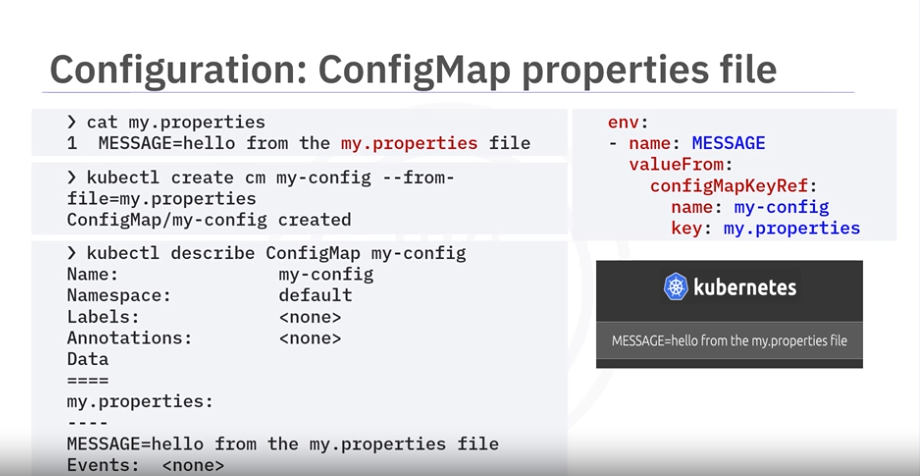 Configuration: ConfigMap properties file
❯ cat my.properties
1  MESSAGE=hello from the my.properties file
❯ kubectl create cm my-config --from-
file=my.properties
ConfigMap/my-config created
❯ kubectl describe ConfigMap my-config
Name:               my-config
Namespace:          default
Labels:             <none>
Annotations:        <none>
Data
====
my.properties:
----
MESSAGE=hello from the my.properties file
Events:  <none>
env:
- name: MESSAGE
  valueFrom:
    configMapKeyRef:
      name: my-config
      key: my.properties
kubernetes
MESSAGE=hello from the my.properties file